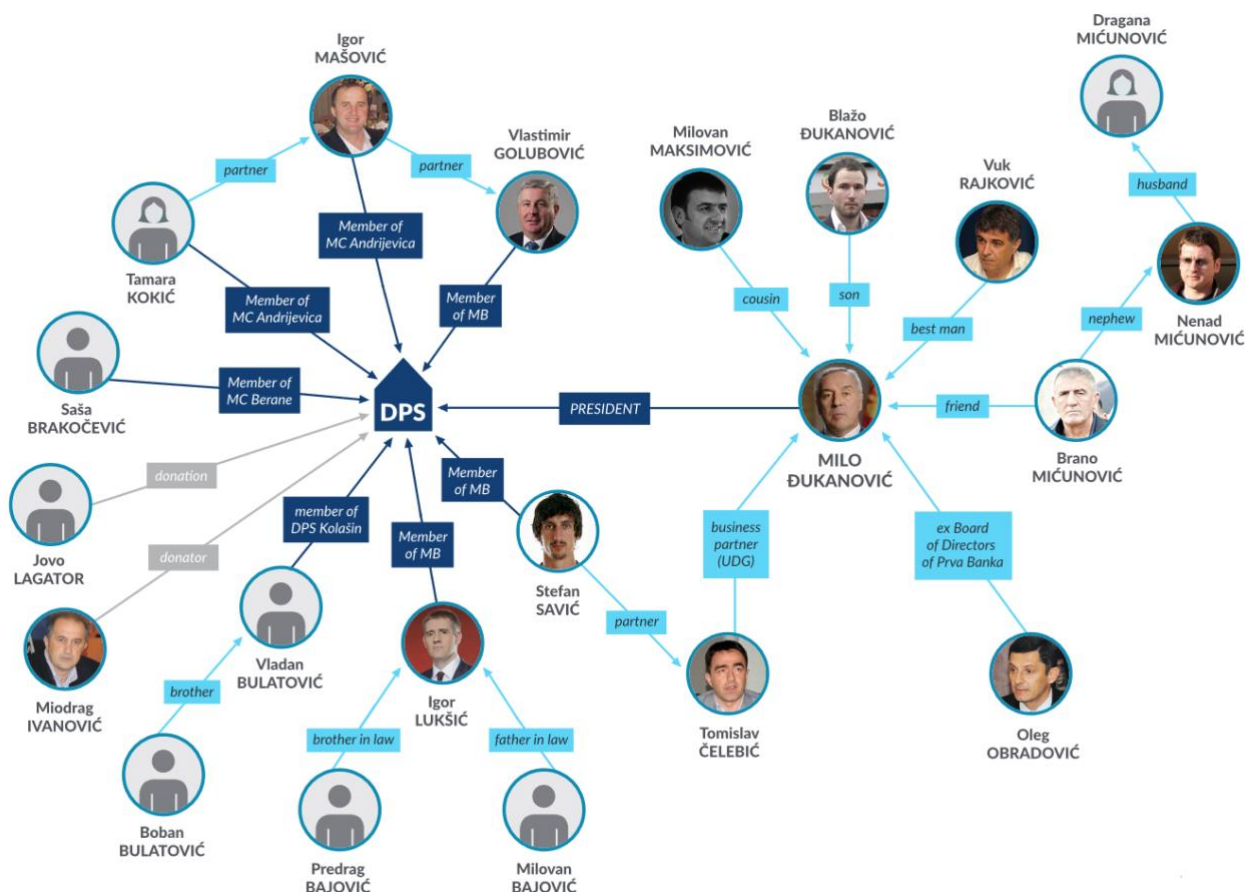 Igor
MAŠOVIĆ
Dragana
MIĆUNOVIĆ
Blažo
ĐUKANOVIĆ
Milovan
MAKSIMOVIĆ
Vlastimir
GOLUBOVIĆ
Vuk
RAJKOVIĆ
partner
partner
husband
Member of
MC Andrijevica
Tamara
KOKIĆ
Member of
MC Andrijevica
Member
of MB
cousin
son
best man
nephew
Nenad
MIĆUNOVIĆ
Saša
BRAKOČEVIĆ
Member of
MC Berane
DPS
PRESIDENT
friend
MILO
ĐUKANOVIĆ
Brano
MIĆUNOVIĆ
donation
Jovo
LAGATOR
member of
DPS Kolašin
Member
of MB
Member
of MB
donator
Stefan
SAVIĆ
business
partner
(UDG)
ex Board
of Directors
of Prva Banka
partner
Miodrag
IVANOVIĆ
Vladan
BULATOVIĆ
brother
Igor
LUKŠIĆ
Tomislav
ČELEBIĆ
Oleg
OBRADOVIĆ
brother in law
father in law
Boban
BULATOVIĆ
Predrag
BAJOVIĆ
Milovan
BAJOVIĆ